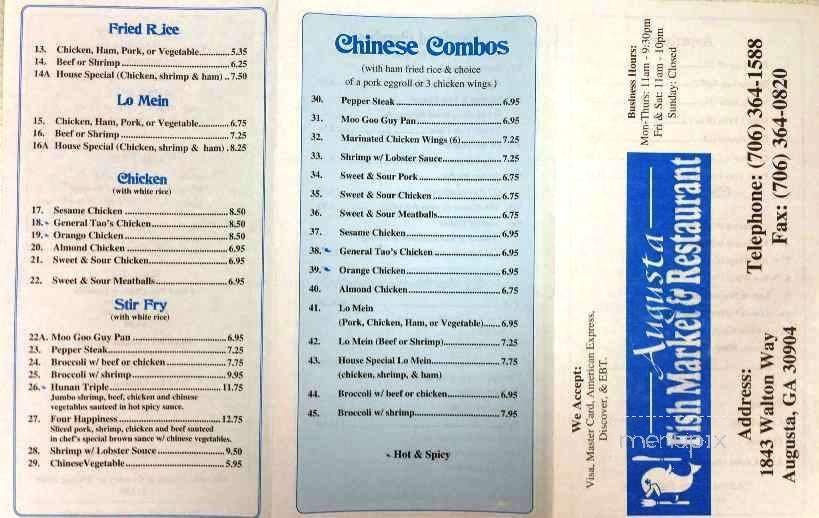 Fried Rice
13. Chicken, Ham, Pork, or Vegetable............5.35
14. Beef or Shrimp....................................6.25
14A House Special (Chicken, shrimp & ham)..7.50
Lo Mein
15. Chicken, Ham, Pork, or Vegetable............6.75
16. Beef or Shrimp....................................7.25
16A House Special (Chicken, shrimp & ham).8.25
Chicken
(with white rice)
17. Sesame Chicken..................................8.50
18. General Tao's Chicken..........................8.50
19. Orango Chicken..................................8.50
20. Almond Chicken..................................6.95
21. Sweet & Sour Chicken..........................6.95
22. Sweet & Sour Meatballs........................6.95
Stir Fry
(with white rice)
22A. Moo Goo Guy Pan...............................6.95
23. Pepper Steak.....................................7.25
24. Broccoli w/ beef or chicken...................7.75
25. Broccoli w/ shrimp..............................9.95
26. Hunan Triple....................................11.75
Jumbo shrimp, beef, chicken and chinese
vegetables sauteed in hot spicy sauce.
27. Four Happiness.................................12.75
Sliced pork, shrimp, chicken and beef sauteed
in chef's special brown sauce w/ chinese vegetables.
28. Shrimp w/ Lobster Souce.......................9.50
29. ChineseVegetable...............................5.95
Chinese Combos
(with ham fried rice & choice
of a pork eggroll or 3 chicken wings)
30. Pepper Steak....................................6.95
31. Moo Goo Guy Pan................................6.95
32. Marinated Chicken Wings (6)..................7.25
33. Shrimp w/ Lobster Sauce.......................7.25
34. Sweet & Sour Pork..............................6.75
35. Sweet & Sour Chicken..........................6.75
36. Sweet & Sour Meatballs........................6.75
37. Sesame Chicken.................................6.95
38. General Tao's Chicken.........................6.95
39. Orange Chicken.................................6.95
40. Almond Chicken.................................6.75
41. Lo Mein
(Pork, Chicken, Ham, or Vegetable)......6.95
42. Lo Mein (Beef or Shrimp)......................7.25
43. House Special Lo Mein.........................7.75
(chicken, shrimp, & ham)
44. Broccoli w/ beef or chicken...................6.95
45. Broccoli w/ shrimp.............................7.95
Hot & Spicy
We Accept:
Visa, Master Card, American Express,
Discover, & EBT.
Business Hours:
Mon-Thurs: 11am - 9:30pm
Fri & Sat: 11am - 10pm
Sunday: Closed
Augusta
Fish Market & Restaurant
Telephone: (706) 364-1588
Fax: (706) 364-0820
Address:
1843 Walton Way
Augusta, GA 30904
menupix